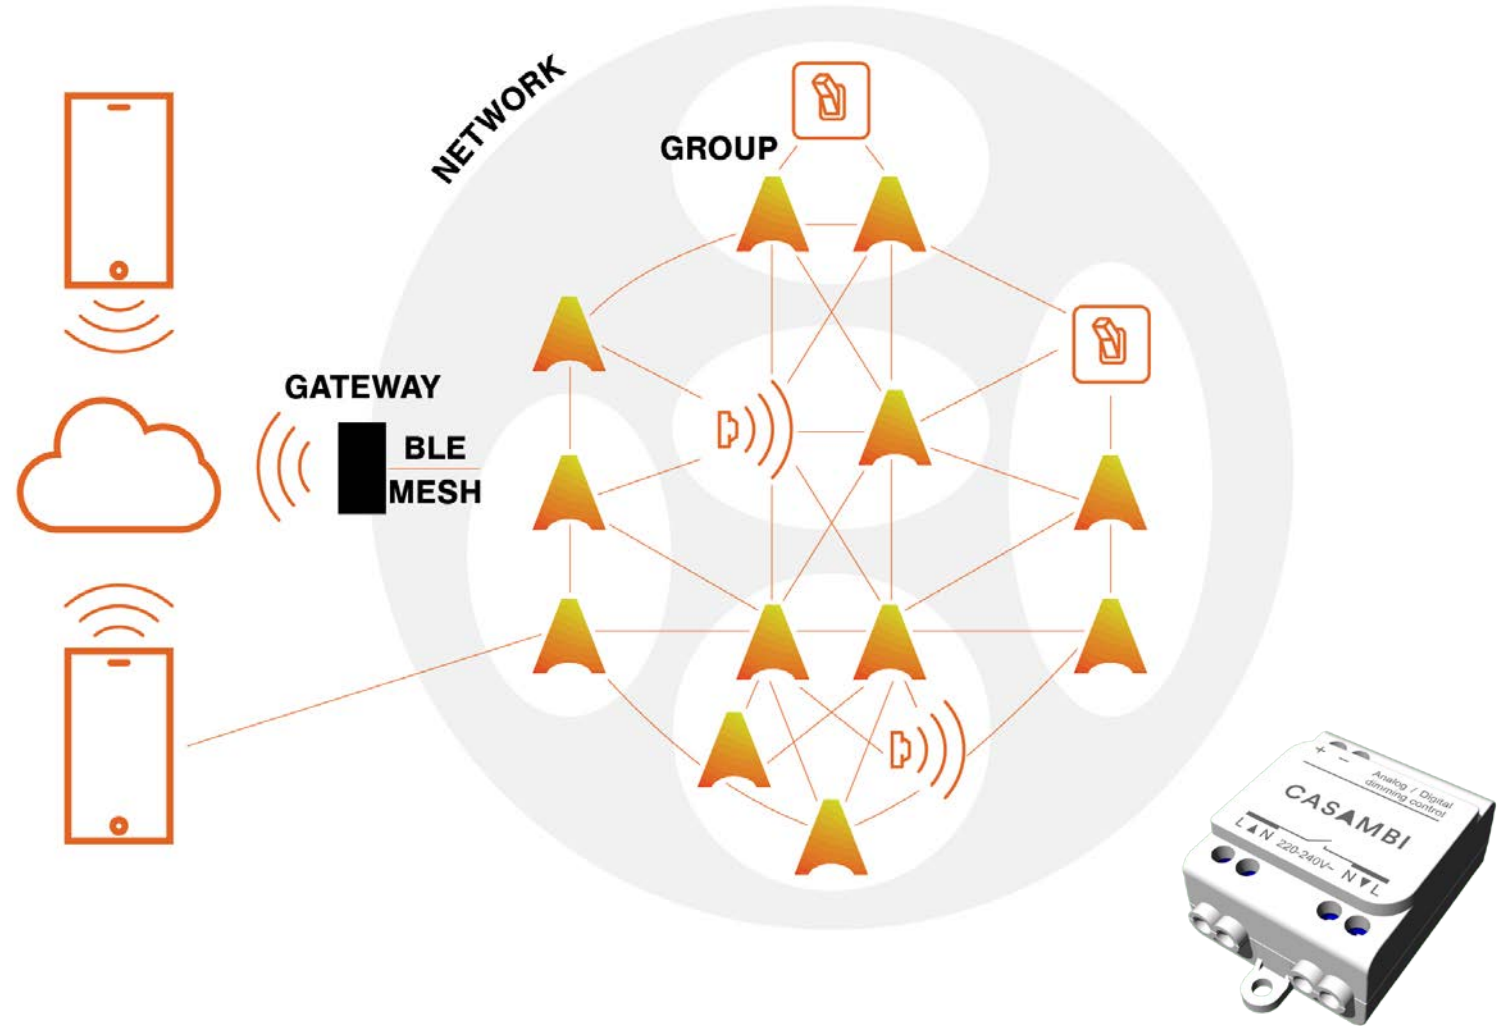 NETWORK
GROUP
GATEWAY
BLE
MESH
+ -
Analog / Digital
dimming control
CASAMBI
L▲N 220-240V~ N▼L